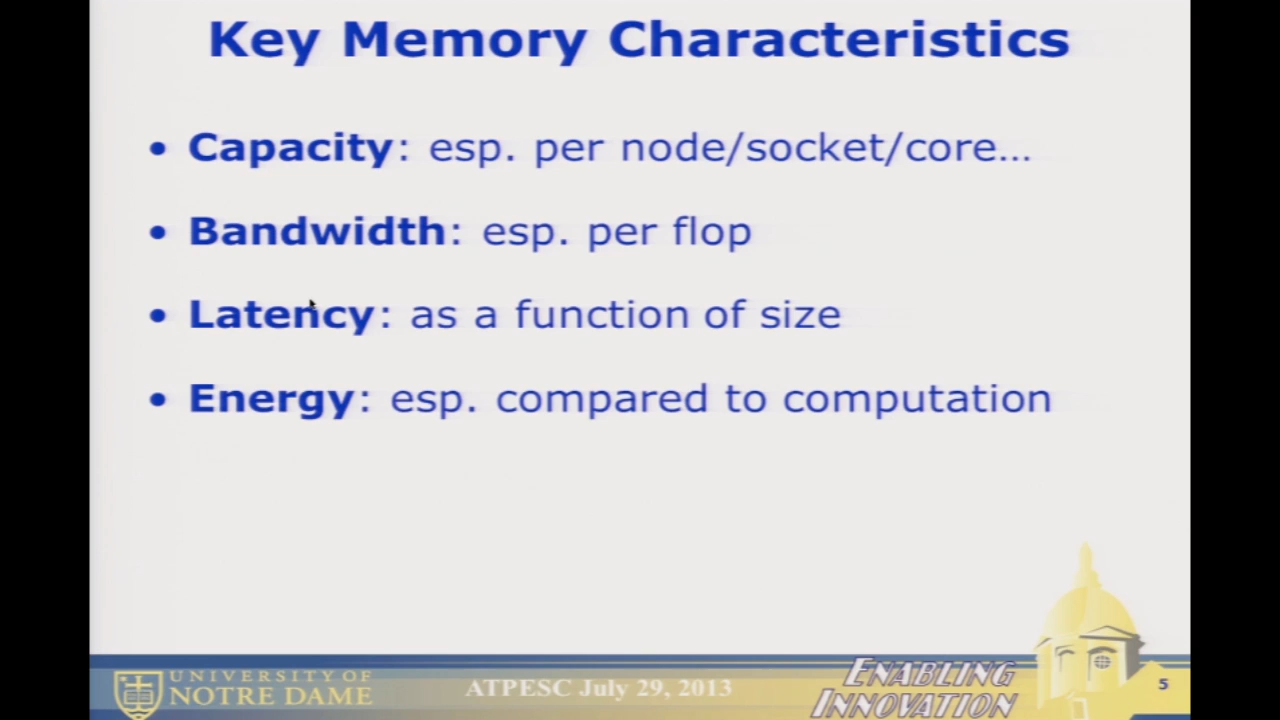 Key Memory Characteristics
• Capacity: esp. per node/socket/core…
• Bandwidth: esp. per flop
• Latency: as a function of size
• Energy: esp. compared to computation
UNIVERSITY OF
NOTRE DAME
ATPESC July 29, 2013
ENABLING
INNOVATION
5